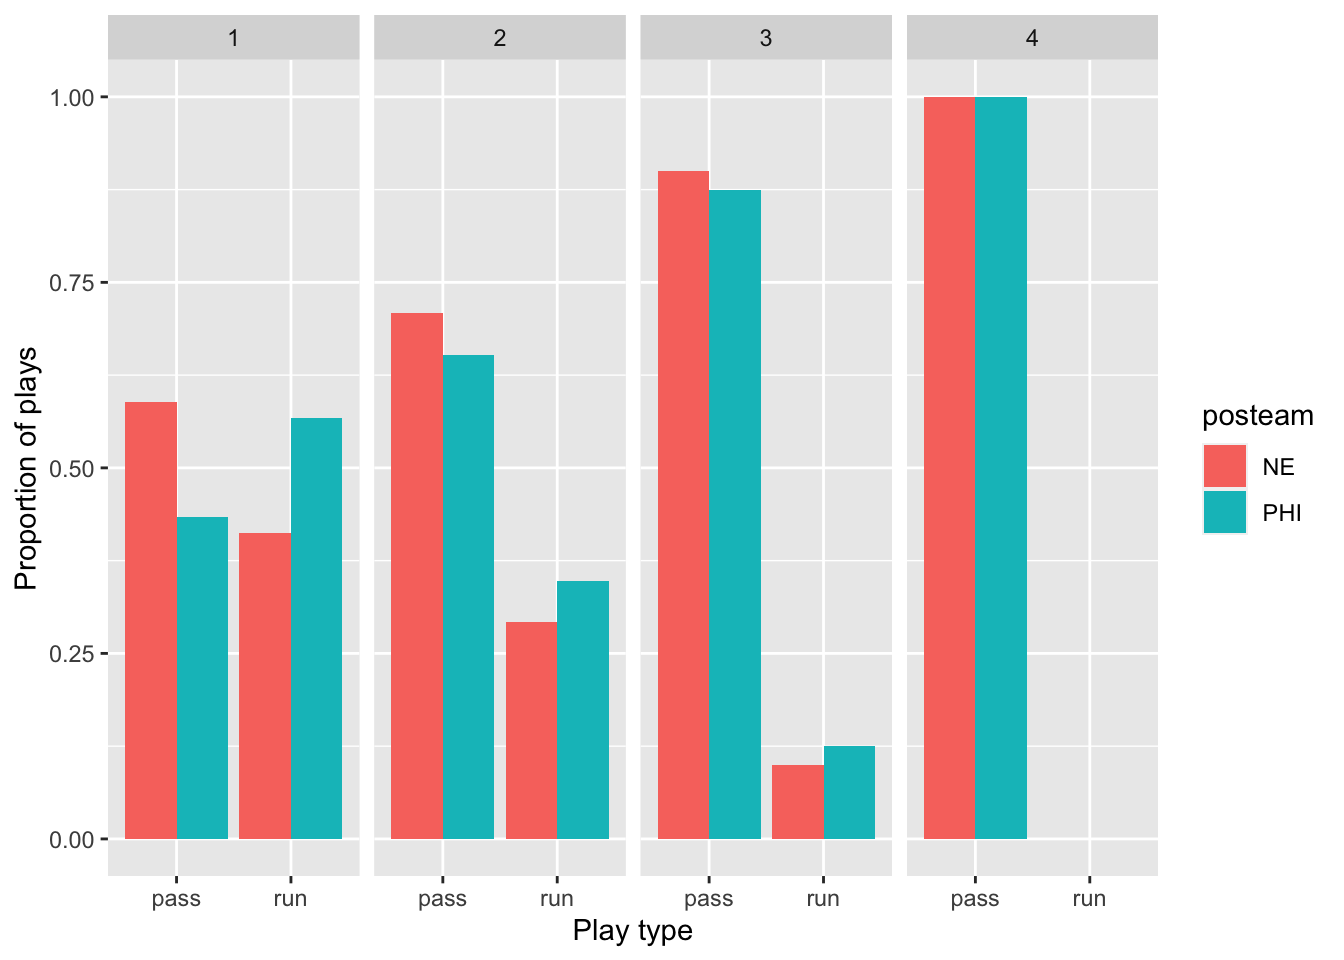 1 2 3 4
1.00
0.75
0.50
0.25
0.00
Proportion of plays
pass run pass run pass run pass run
Play type
posteam
NE
PHI